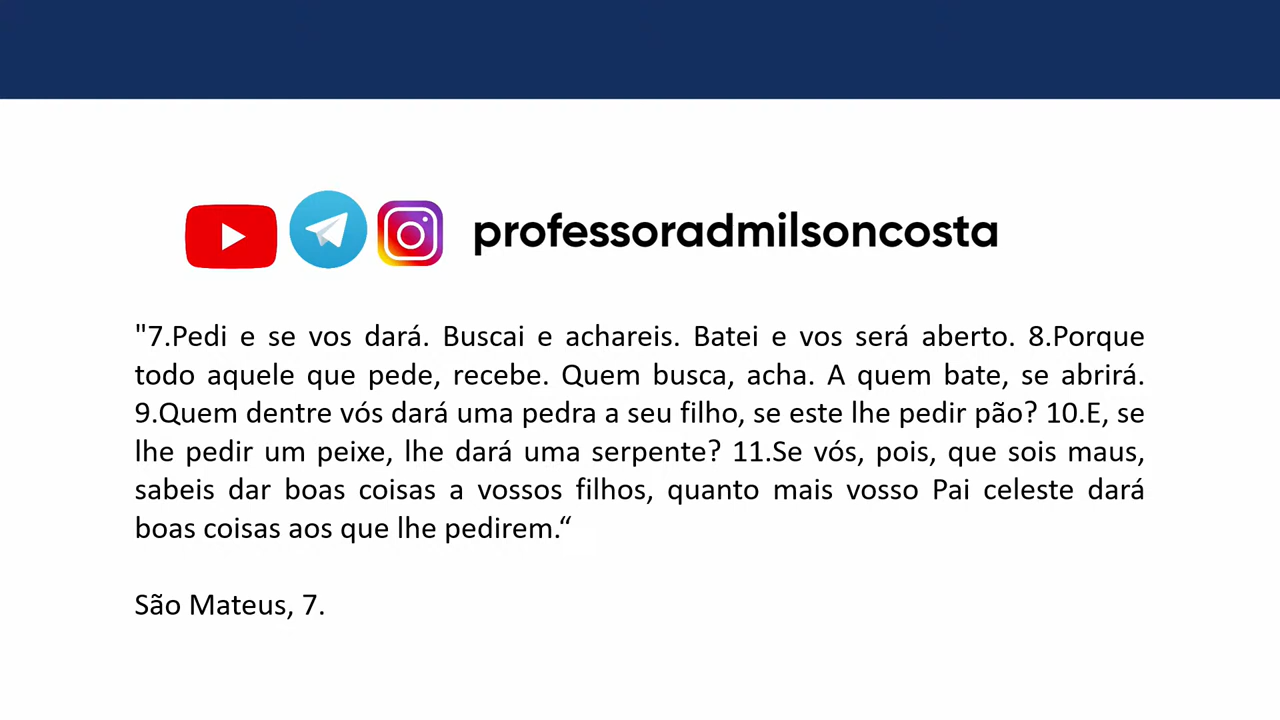 professoradmilsoncosta
"7.Pedi e se vos dará. Buscai e achareis. Batei e vos será aberto. 8.Porque
todo aquele que pede, recebe. Quem busca, acha. A quem bate, se abrirá.
9.Quem dentre vós dará uma pedra a seu filho, se este lhe pedir pão? 10.E, se
lhe pedir um peixe, lhe dará uma serpente? 11.Se vós, pois, que sois maus,
sabeis dar boas coisas a vossos filhos, quanto mais vosso Pai celeste dará
boas coisas aos que lhe pedirem.“
São Mateus, 7.